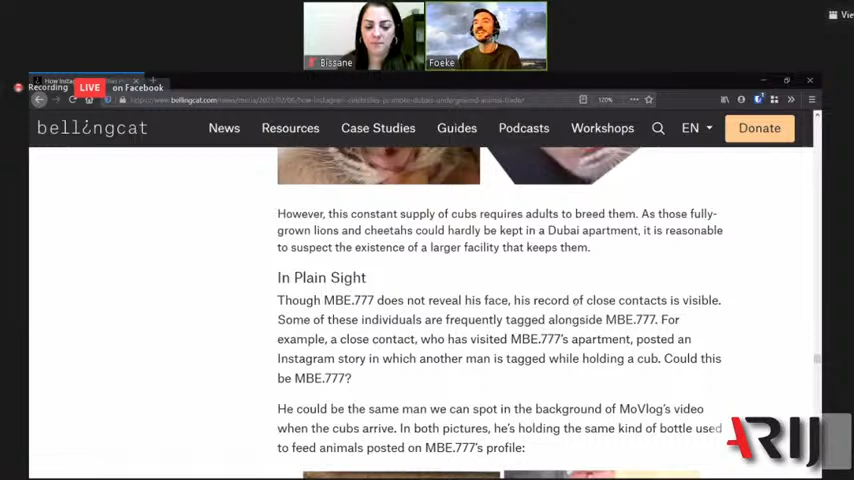 View
Bissane
Foeke
Recording
LIVE
on Facebook
120%
bellingcat
News
Resources
Case Studies
Guides
Podcasts
Workshops
EN
Donate
However, this constant supply of cubs requires adults to breed them. As those fully-
grown lions and cheetahs could hardly be kept in a Dubai apartment, it is reasonable
to suspect the existence of a larger facility that keeps them.
In Plain Sight
Though MBE.777 does not reveal his face, his record of close contacts is visible.
Some of these individuals are frequently tagged alongside MBE.777. For
example, a close contact, who has visited MBE.777's apartment, posted an
Instagram story in which another man is tagged while holding a cub. Could this
be MBE.777?
He could be the same man we can spot in the background of MoVlog's video
when the cubs arrive. In both pictures, he's holding the same kind of bottle used
to feed animals posted on MBE.777's profile:
ARIJ